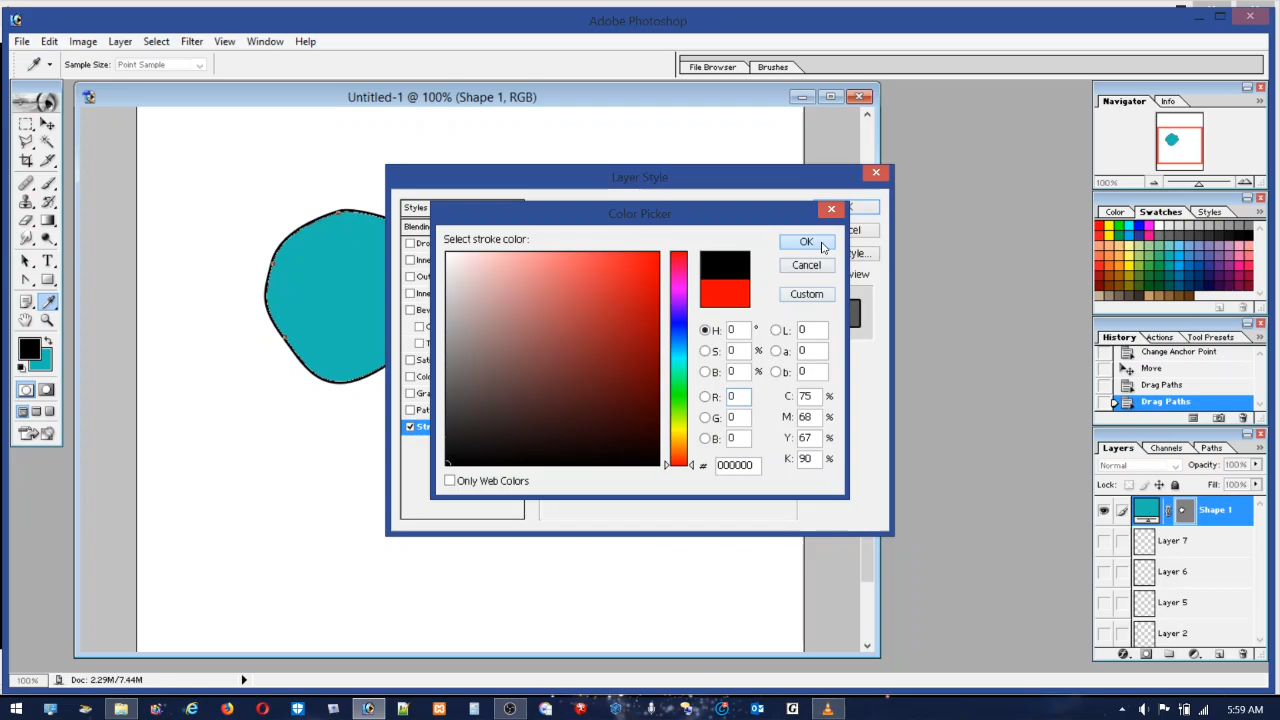 Adobe Photoshop
File Edit Image Layer Select Filter View Window Help
Sample Size: Point Sample
File Browser Brushes
Untitled-1 @ 100% (Shape 1, RGB)
Layer Style
Styles
Blending
Color Picker
Select stroke color:
OK
Cancel
Custom
H: 0 °
S: 0 %
B: 0 %
R: 0
G: 0
B: 0
# 000000
L: 0
a: 0
b: 0
C: 75 %
M: 68 %
Y: 67 %
K: 90 %
Only Web Colors
Navigator Info
100%
Color Swatches Styles
History Actions Tool Presets
Change Anchor Point
Move
Drag Paths
Drag Paths
Layers Channels Paths
Normal Opacity: 100%
Lock: Fill: 100%
Shape 1
Layer 7
Layer 6
Layer 5
Layer 2
100% Doc: 2.29M/7.44M
5:59 AM